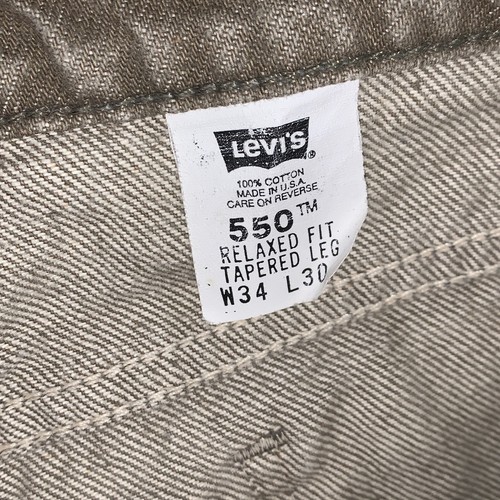 Levi's ®
100% COTTON
MADE IN U.S.A.
CARE ON REVERSE
550™
RELAXED FIT
TAPERED LEG
W34 L30